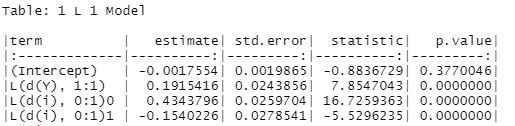 Table: 1 L 1 Model
|term | estimate| std.error| statistic| p.value|
|:-------------|----------:|---------:|----------:|---------:|
|(Intercept) | -0.0017554| 0.0019865| -0.8836729| 0.3770046|
|L(d(Y), 1:1) | 0.1915416| 0.0243856| 7.8547043| 0.0000000|
|L(d(i), 0:1)0 | 0.4343796| 0.0259704| 16.7259363| 0.0000000|
|L(d(i), 0:1)1 | -0.1540226| 0.0278541| -5.5296235| 0.0000000|